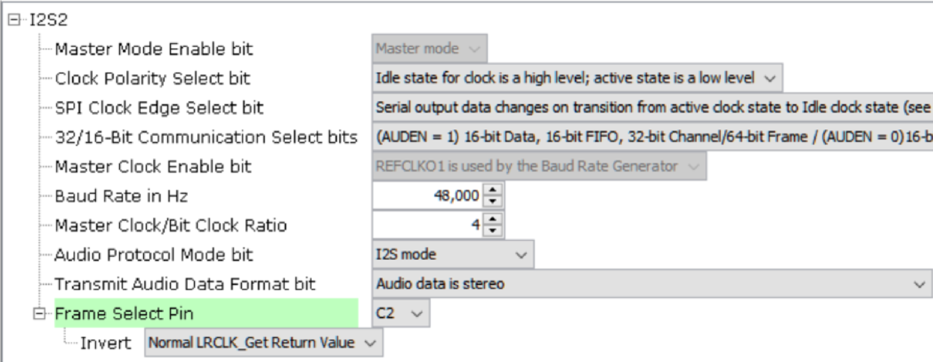 I2S2
Master Mode Enable bit Master mode
Clock Polarity Select bit Idle state for clock is a high level; active state is a low level
SPI Clock Edge Select bit Serial output data changes on transition from active clock state to Idle clock state (see
32/16-Bit Communication Select bits (AUDEN = 1) 16-bit Data, 16-bit FIFO, 32-bit Channel/64-bit Frame / (AUDEN = 0)16-b
Master Clock Enable bit REFCLKO1 is used by the Baud Rate Generator
Baud Rate in Hz 48,000
Master Clock/Bit Clock Ratio 4
Audio Protocol Mode bit I2S mode
Transmit Audio Data Format bit Audio data is stereo
Frame Select Pin C2
Invert Normal LRCLK_Get Return Value